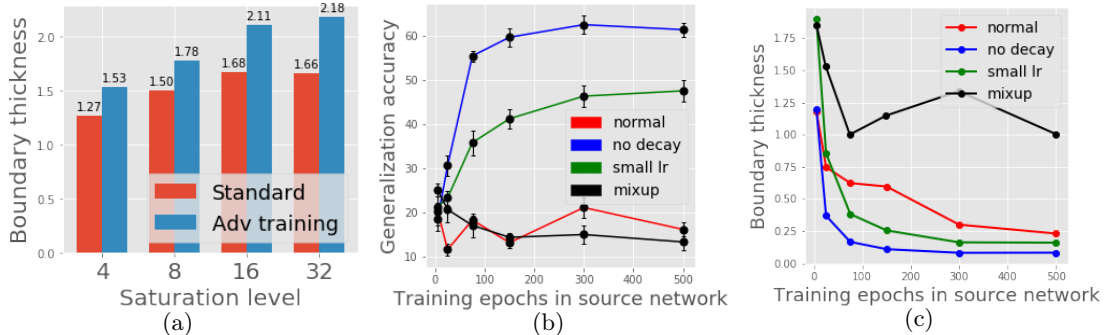 Boundary thickness
2.0
1.5
1.0
0.5
0.0
1.27
1.53
1.50
1.78
1.68
2.11
1.66
2.18
Standard
Adv training
4 8 16 32
Saturation level
(a)
Generalization accuracy
60
50
40
30
20
10
normal
no decay
small lr
mixup
0 100 200 300 400 500
Training epochs in source network
(b)
Boundary thickness
1.75
1.50
1.25
1.00
0.75
0.50
0.25
0.00
normal
no decay
small lr
mixup
0 100 200 300 400 500
Training epochs in source network
(c)